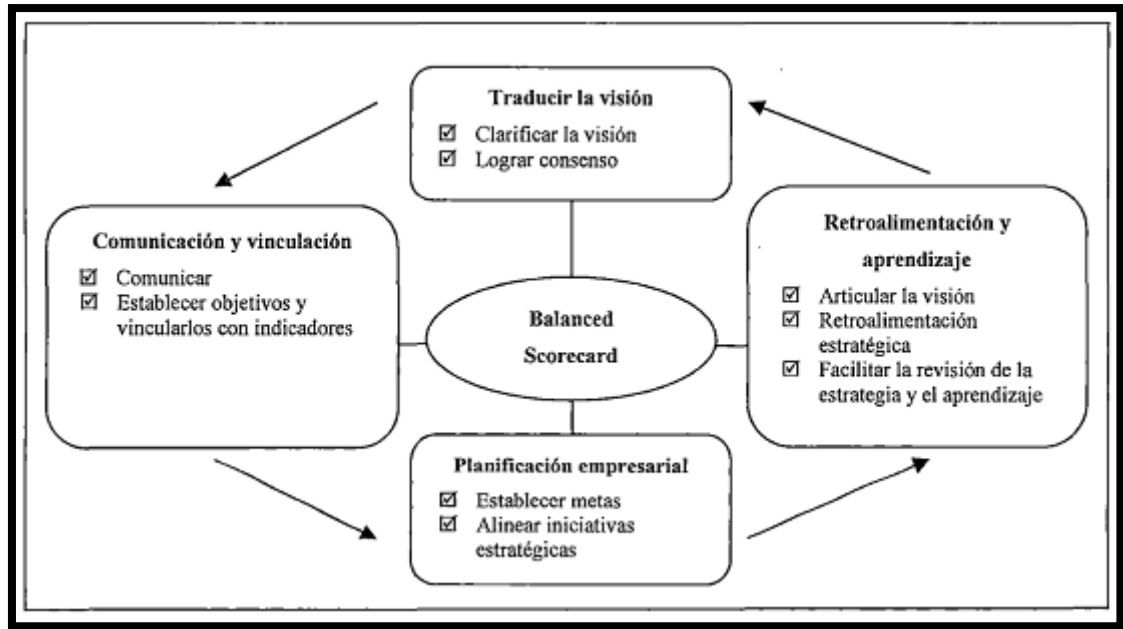 Traducir la visión
☑ Clarificar la visión
☑ Lograr consenso
Comunicación y vinculación
☑ Comunicar
☑ Establecer objetivos y
vincularlos con indicadores
Balanced
Scorecard
Retroalimentación y
aprendizaje
☑ Articular la visión
☑ Retroalimentación
estratégica
☑ Facilitar la revisión de la
estrategia y el aprendizaje
Planificación empresarial
☑ Establecer metas
☑ Alinear iniciativas
estratégicas